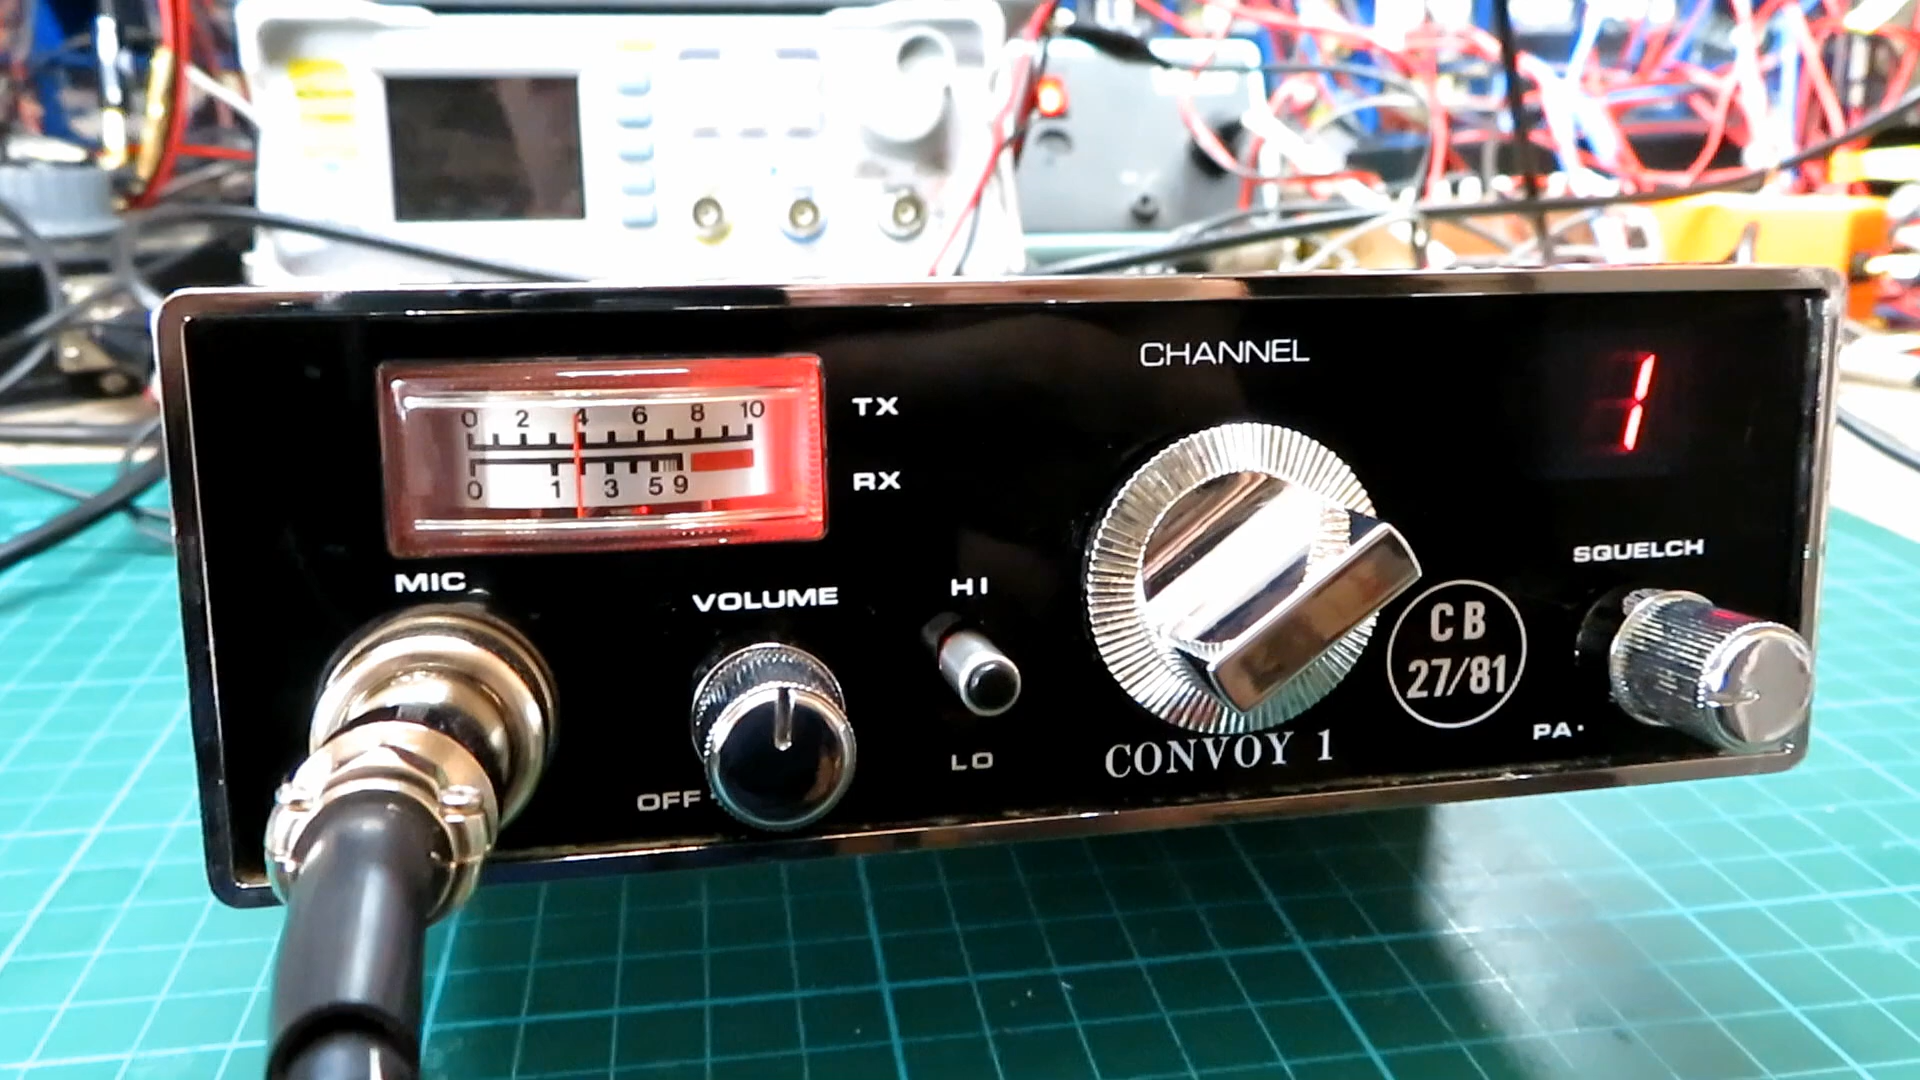 CHANNEL
0 2 4 6 8 10
TX
0 1 3 5 9
RX
MIC
VOLUME
HI
SQUELCH
CB
27/81
LO
OFF
CONVOY 1
PA
1